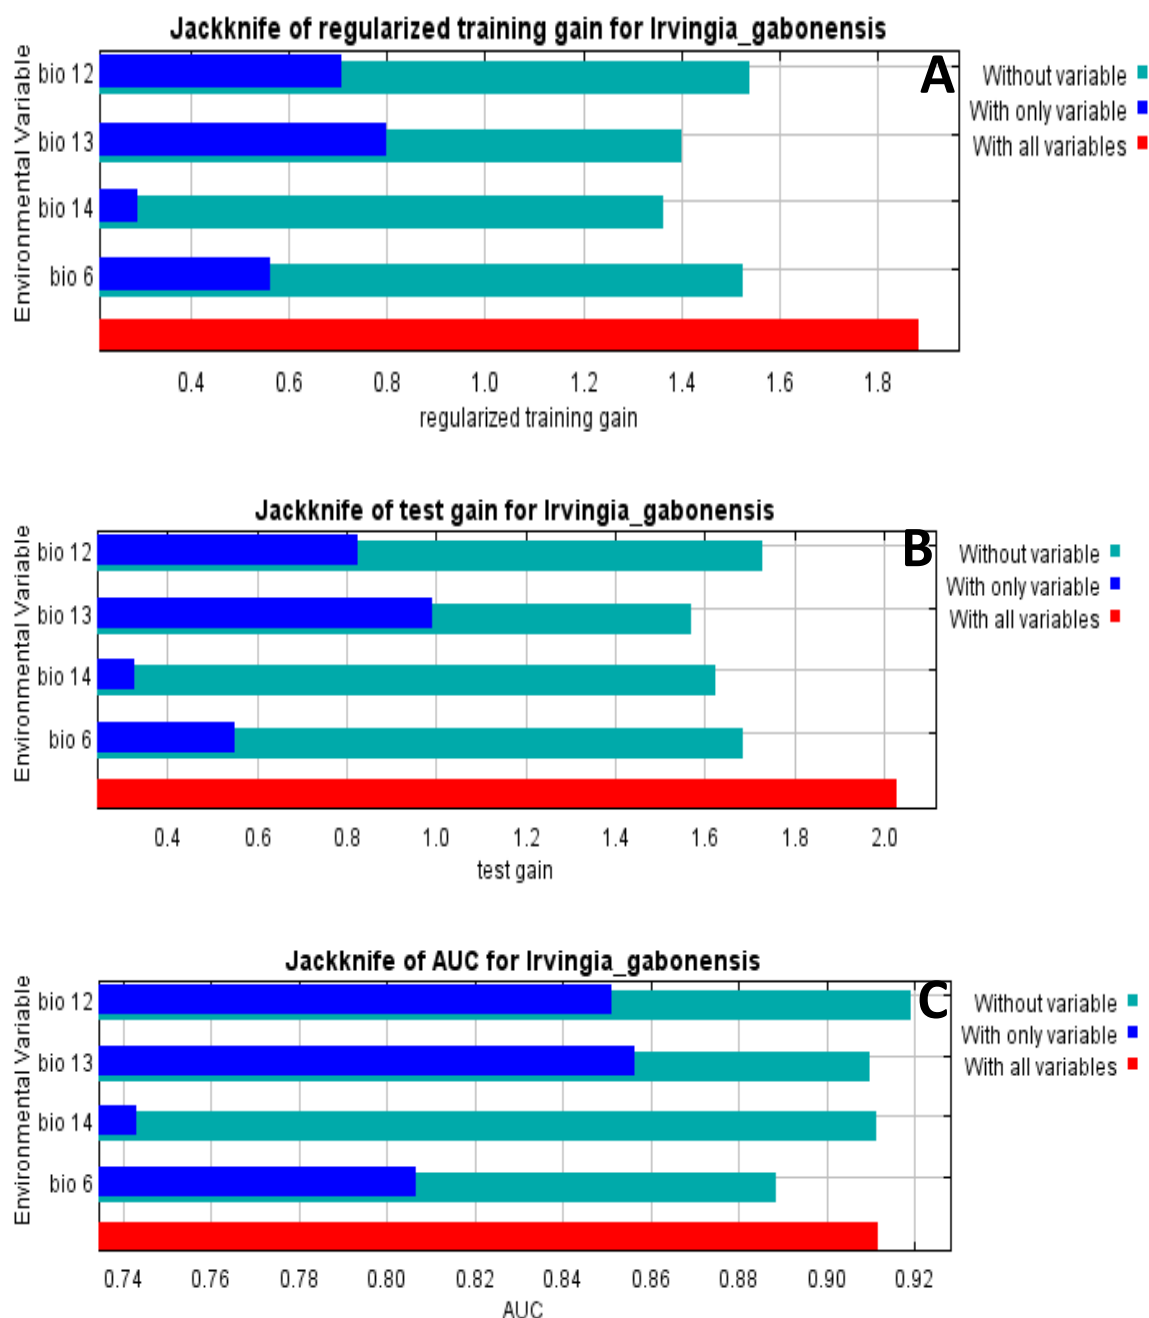 Jackknife of regularized training gain for Irvingia_gabonensis
A
Environmental Variable
bio 12
bio 13
bio 14
bio 6
Without variable
With only variable
With all variables
0.4 0.6 0.8 1.0 1.2 1.4 1.6 1.8
regularized training gain
Jackknife of test gain for Irvingia_gabonensis
B
Environmental Variable
bio 12
bio 13
bio 14
bio 6
Without variable
With only variable
With all variables
0.4 0.6 0.8 1.0 1.2 1.4 1.6 1.8 2.0
test gain
Jackknife of AUC for Irvingia_gabonensis
C
Environmental Variable
bio 12
bio 13
bio 14
bio 6
Without variable
With only variable
With all variables
0.74 0.76 0.78 0.80 0.82 0.84 0.86 0.88 0.90 0.92
AUC